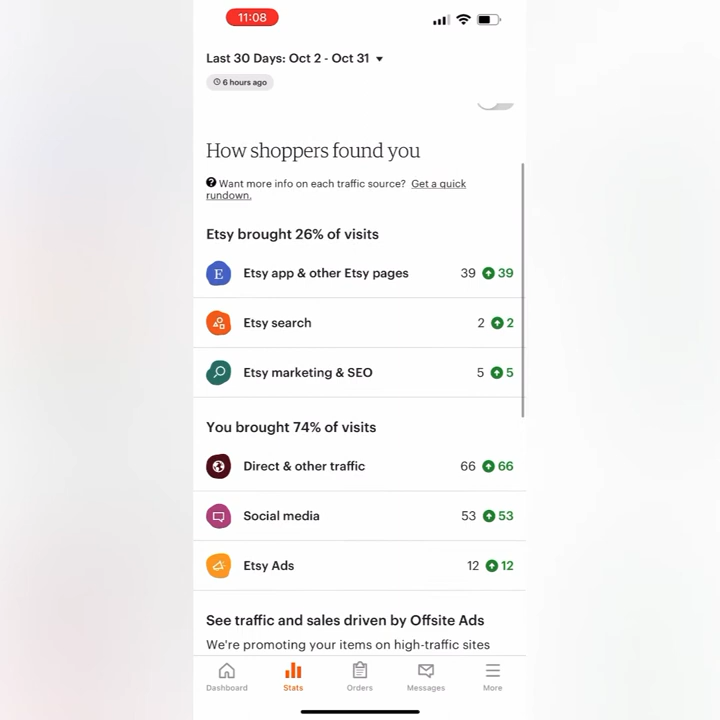 11:08
Last 30 Days: Oct 2 - Oct 31
6 hours ago
How shoppers found you
Want more info on each traffic source? Get a quick
rundown.
Etsy brought 26% of visits
E Etsy app & other Etsy pages 39 39
Etsy search 2 2
Etsy marketing & SEO 5 5
You brought 74% of visits
Direct & other traffic 66 66
Social media 53 53
Etsy Ads 12 12
See traffic and sales driven by Offsite Ads
We're promoting your items on high-traffic sites
Dashboard Stats Orders Messages More